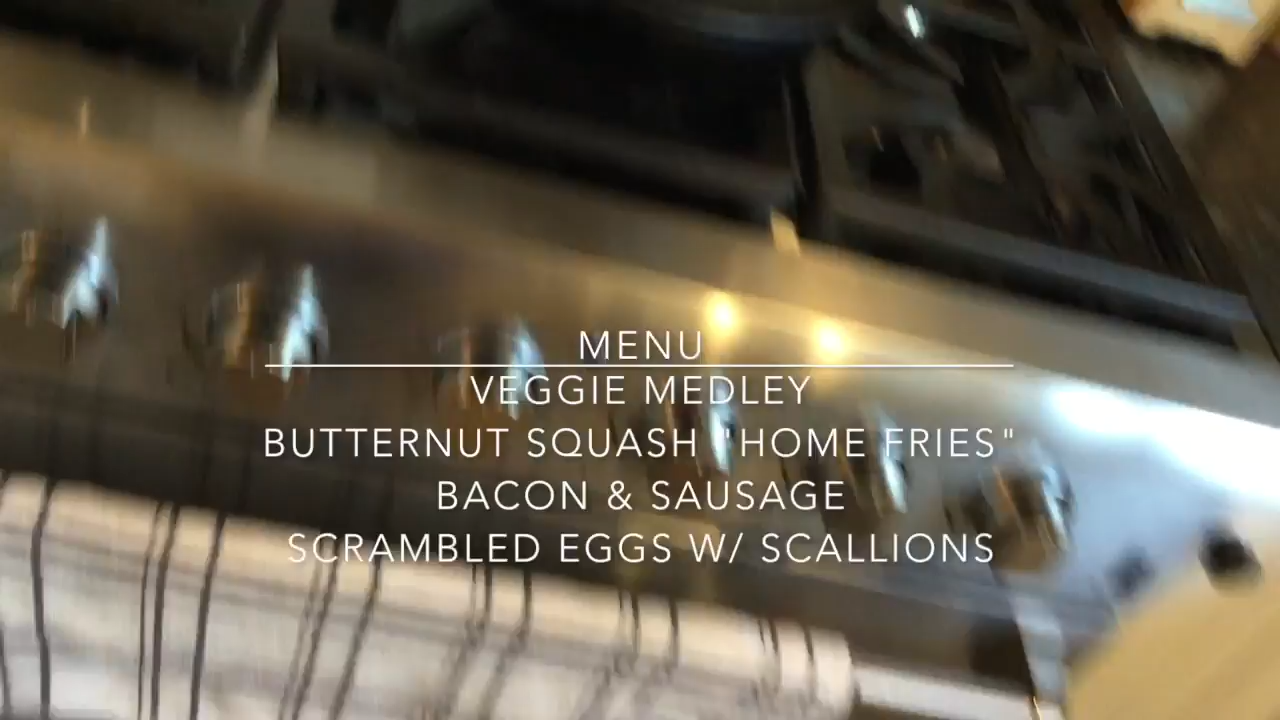 MENU
VEGGIE MEDLEY
BUTTERNUT SQUASH "HOME FRIES"
BACON & SAUSAGE
SCRAMBLED EGGS W/ SCALLIONS